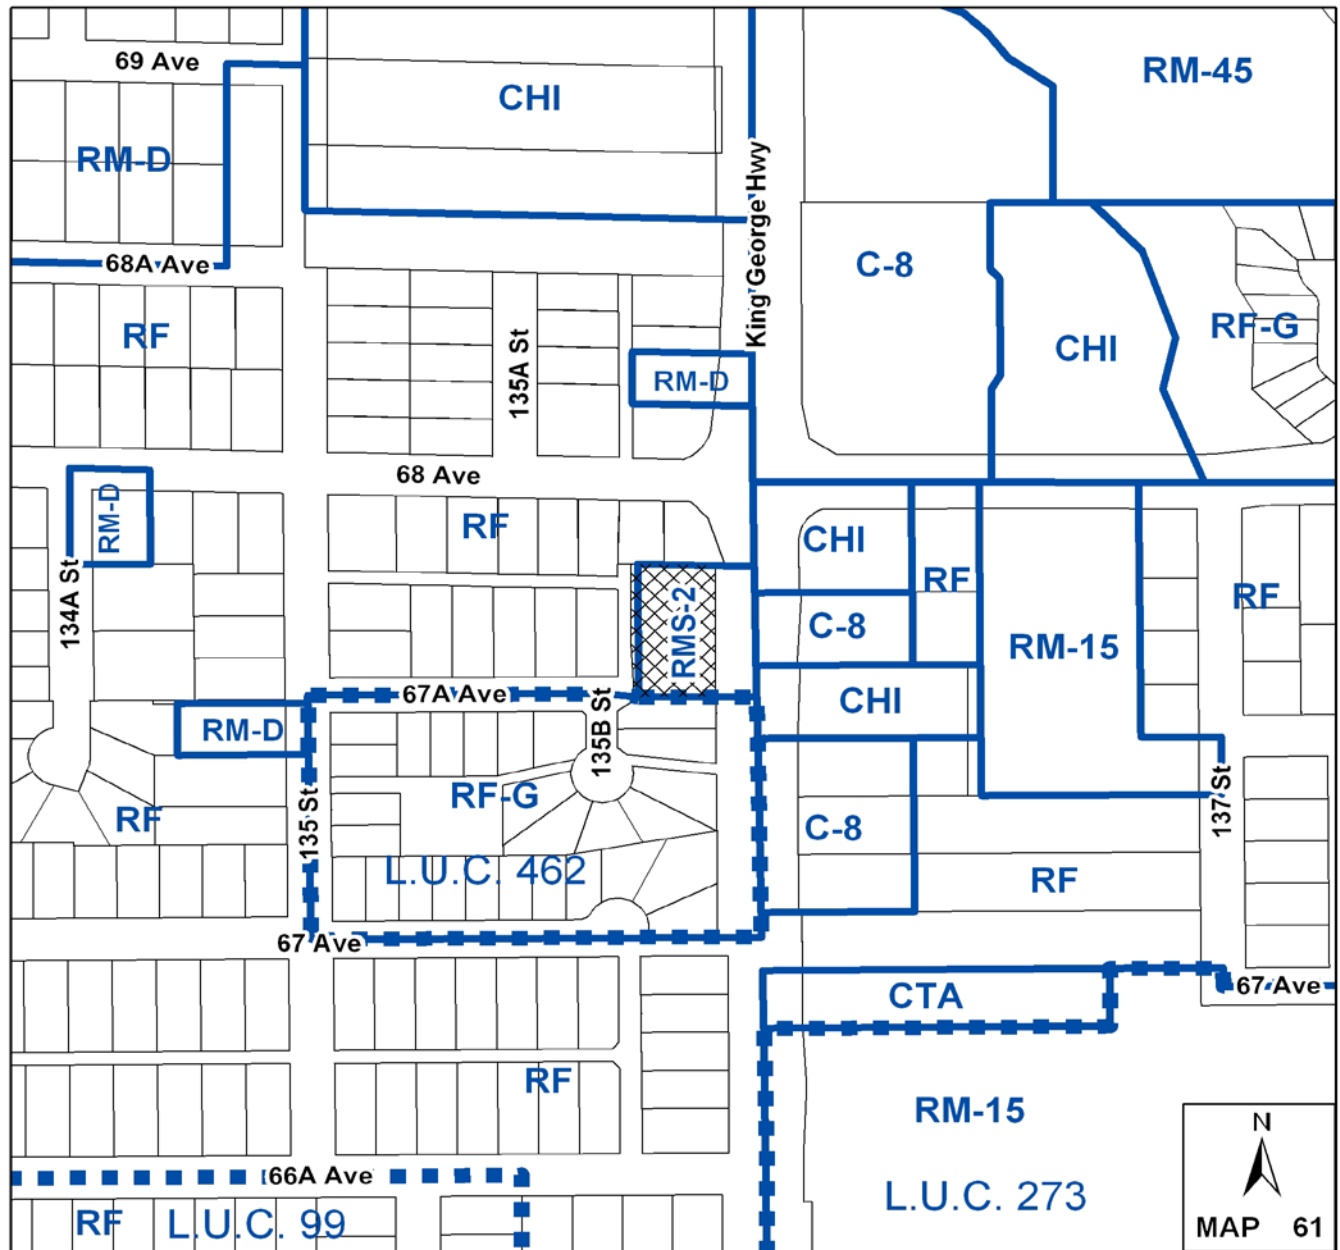 69 Ave
CHI
RM-45
RM-D
King George Hwy
68A Ave
C-8
RF
135A St
RM-D
CHI
RF-G
68 Ave
RM-D
RF
CHI
RF
RF
134A St
RMS-2
C-8
RM-15
67A Ave
135B St
CHI
RM-D
RF-G
135 St
137 St
RF
C-8
L.U.C. 462
RF
67 Ave
67 Ave
CTA
RF
RM-15
N
66A Ave
L.U.C. 273
RF
L.U.C. 99
MAP 61